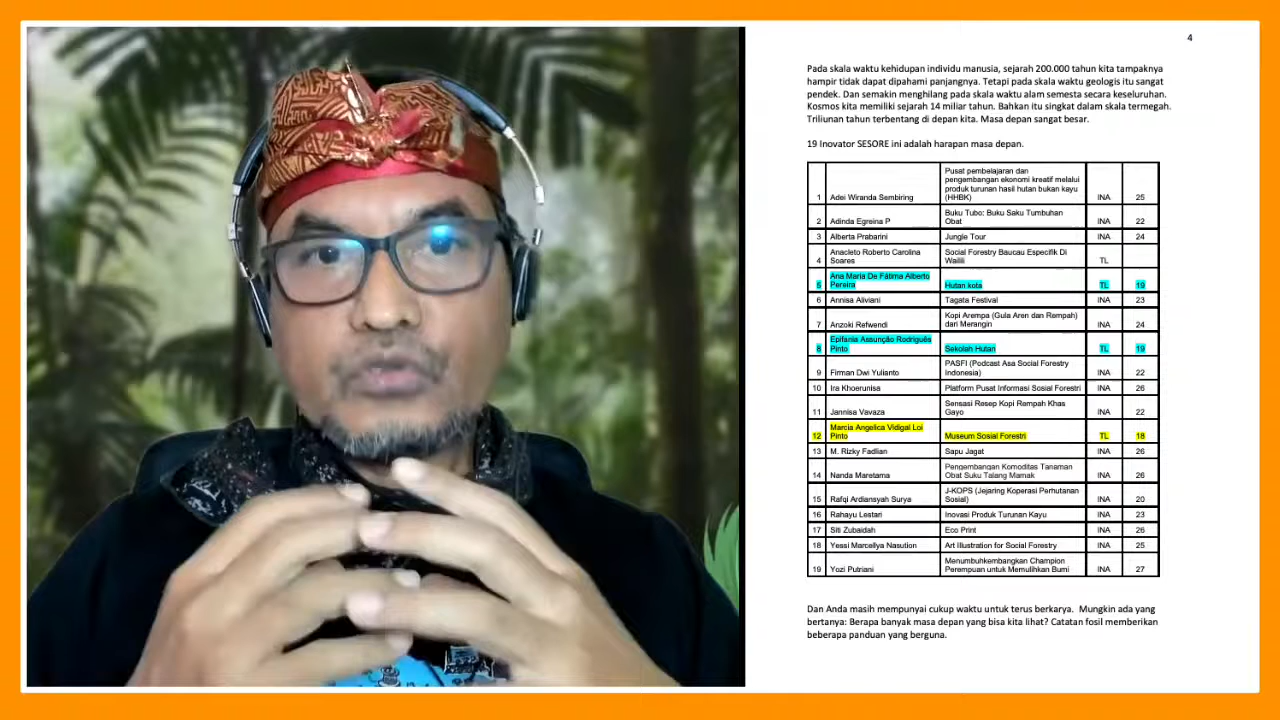 4
Pada skala waktu kehidupan individu manusia, sejarah 200.000 tahun kita tampaknya
hampir tidak dapat dipahami panjangnya. Tetapi pada skala waktu geologis itu sangat
pendek. Dan semakin menghilang pada skala waktu alam semesta secara keseluruhan.
Kosmos kita memiliki sejarah 14 miliar tahun. Bahkan itu singkat dalam skala termegah.
Triliunan tahun terbentang di depan kita. Masa depan sangat besar.
19 Inovator SESORE ini adalah harapan masa depan.
Pusat pembelajaran dan
pengembangan ekonomi kreatif melalui
produk turunan hasil hutan bukan kayu
1 Adei Wiranda Sembiring (HHBK) INA 25
Buku Tubo: Buku Saku Tumbuhan
2 Adinda Egreina P Obat INA 22
3 Alberta Prabarini Jungle Tour INA 24
Anacleto Roberto Carolina Social Forestry Baucau Especifik Di
4 Soares Wailili TL
Ana Maria De Fátima Alberto
5 Pereira Hutan kota TL 19
6 Annisa Aliviani Tagata Festival INA 23
Kopi Arempa (Gula Aren dan Rempah)
7 Anzoki Refwendi dari Merangin INA 24
Epifania Assunção Rodriguês
8 Pinto Sekolah Hutan TL 19
PASFI (Podcast Asa Social Forestry
9 Firman Dwi Yulianto Indonesia) INA 22
10 Ira Khoerunisa Platform Pusat Informasi Sosial Forestri INA 26
Sensasi Resep Kopi Rempah Khas
11 Jannisa Vavaza Gayo INA 22
Marcia Angelica Vidigal Loi
12 Pinto Museum Sosial Forestri TL 18
13 M. Rizky Fadlian Sapu Jagat INA 26
Pengembangan Komoditas Tanaman
14 Nanda Maretama Obat Suku Talang Mamak INA 26
J-KOPS (Jejaring Koperasi Perhutanan
15 Rafqi Ardiansyah Surya Sosial) INA 20
16 Rahayu Lestari Inovasi Produk Turunan Kayu INA 23
17 Siti Zubaidah Eco Print INA 26
18 Yessi Marcellya Nasution Art Illustration for Social Forestry INA 25
Menumbuhkembangkan Champion
19 Yozi Putriani Perempuan untuk Memulihkan Bumi INA 27
Dan Anda masih mempunyai cukup waktu untuk terus berkarya. Mungkin ada yang
bertanya: Berapa banyak masa depan yang bisa kita lihat? Catatan fosil memberikan
beberapa panduan yang berguna.